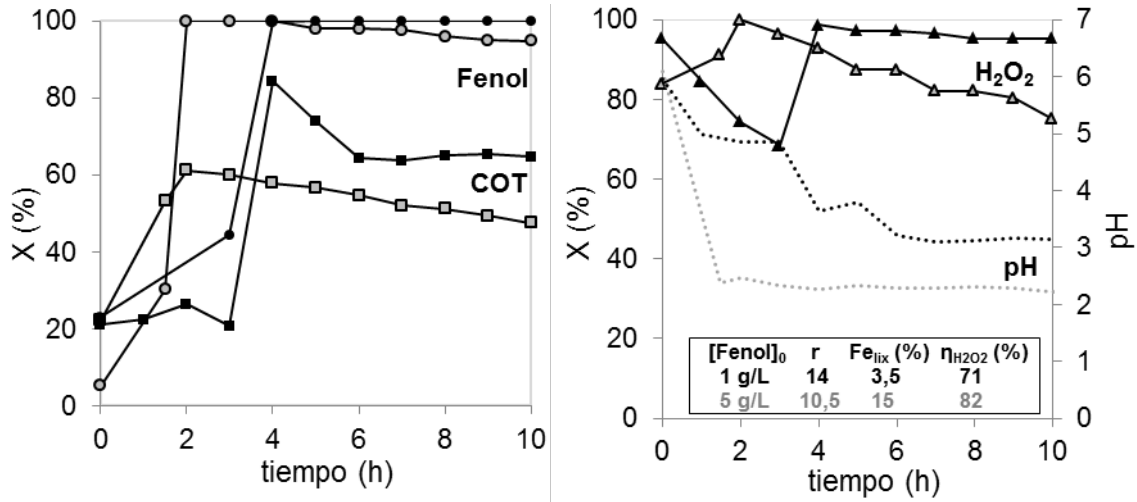 100
80
60
40
20
0
X (%)
Fenol
COT
0 2 4 6 8 10
tiempo (h)
100
80
60
40
20
0
X (%)
H2O2
pH
7
6
5
4
3
2
1
0
pH
[Fenol]0 r Felix (%) ηH2O2 (%)
1 g/L 14 3,5 71
5 g/L 10,5 15 82
0 2 4 6 8 10
tiempo (h)